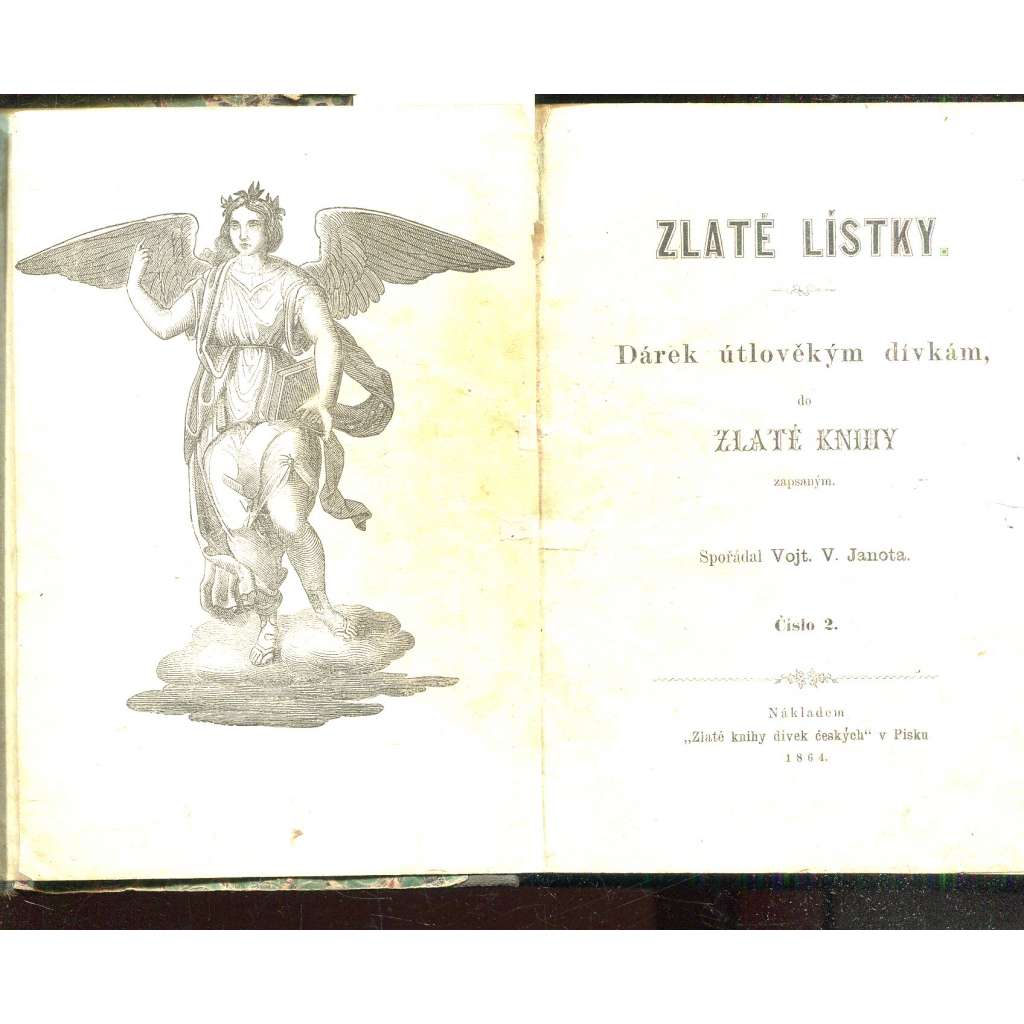 ZLATÉ LÍSTKY.
Dárek útlověkým dívkám,
do
ZLATÉ KNIHY
zapsaným.
Spořádal Vojt. V. Janota.
Číslo 2.
Nákladem
„Zlaté knihy dívek českých“ v Písku
1864.